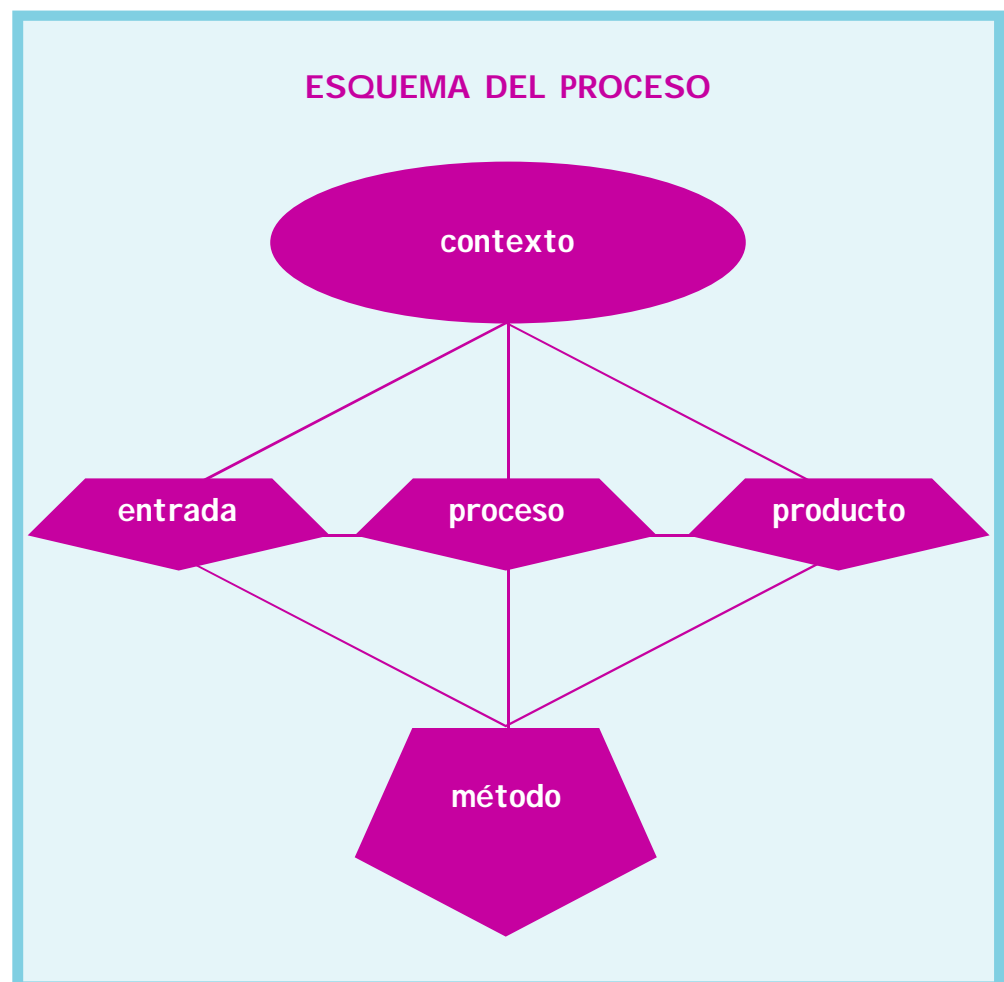 ESQUEMA DEL PROCESO
contexto
entrada
proceso
producto
método